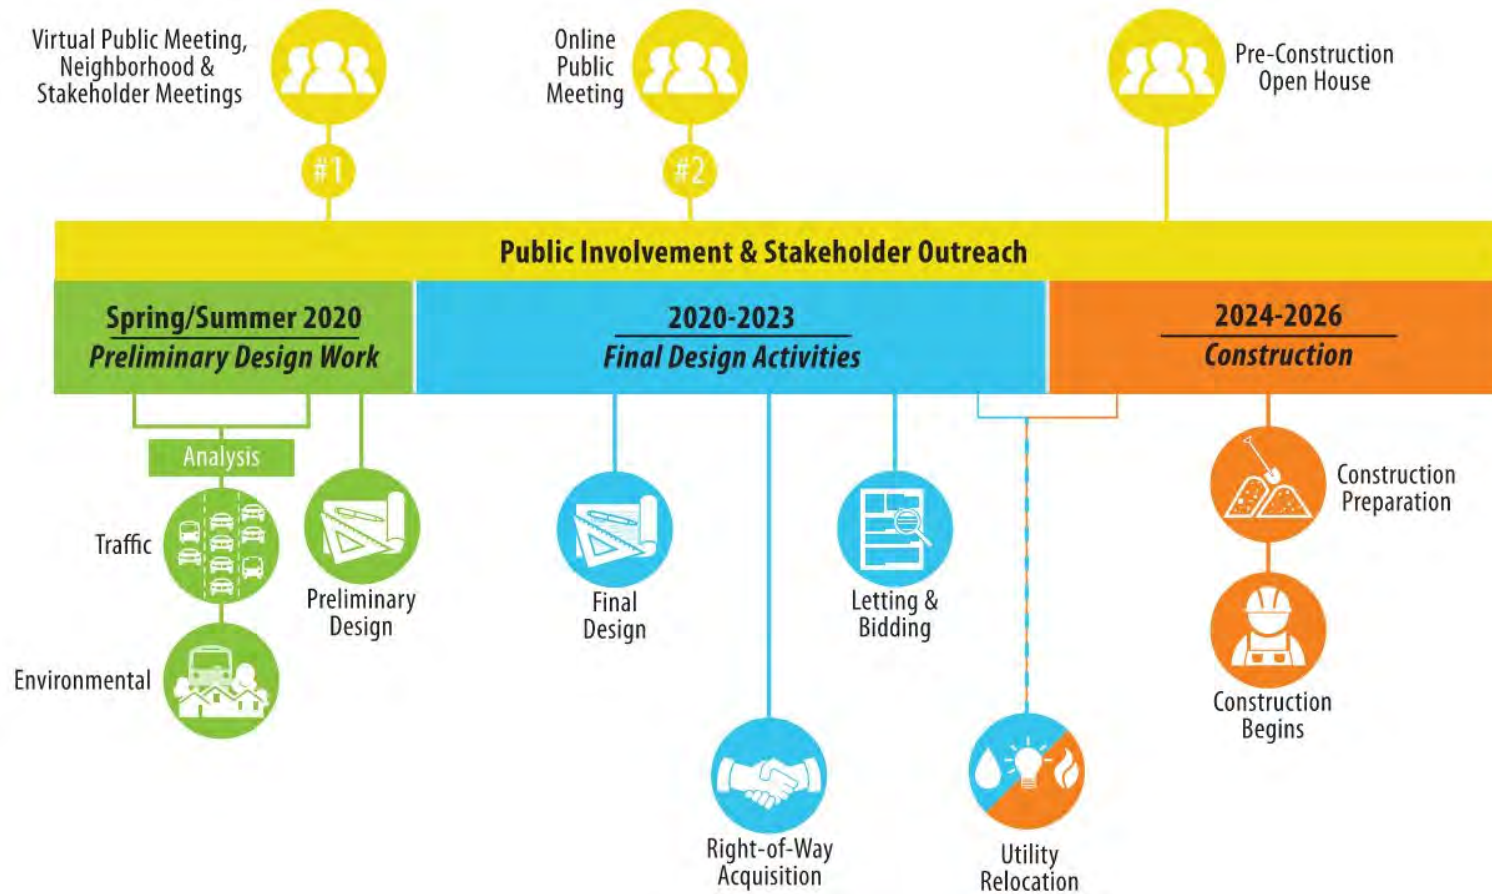 Virtual Public Meeting,
Neighborhood &
Stakeholder Meetings
#1
Online
Public
Meeting
#2
Pre-Construction
Open House
Public Involvement & Stakeholder Outreach
Spring/Summer 2020
Preliminary Design Work
2020-2023
Final Design Activities
2024-2026
Construction
Analysis
Traffic
Environmental
Preliminary
Design
Final
Design
Right-of-Way
Acquisition
Letting &
Bidding
Utility
Relocation
Construction
Preparation
Construction
Begins